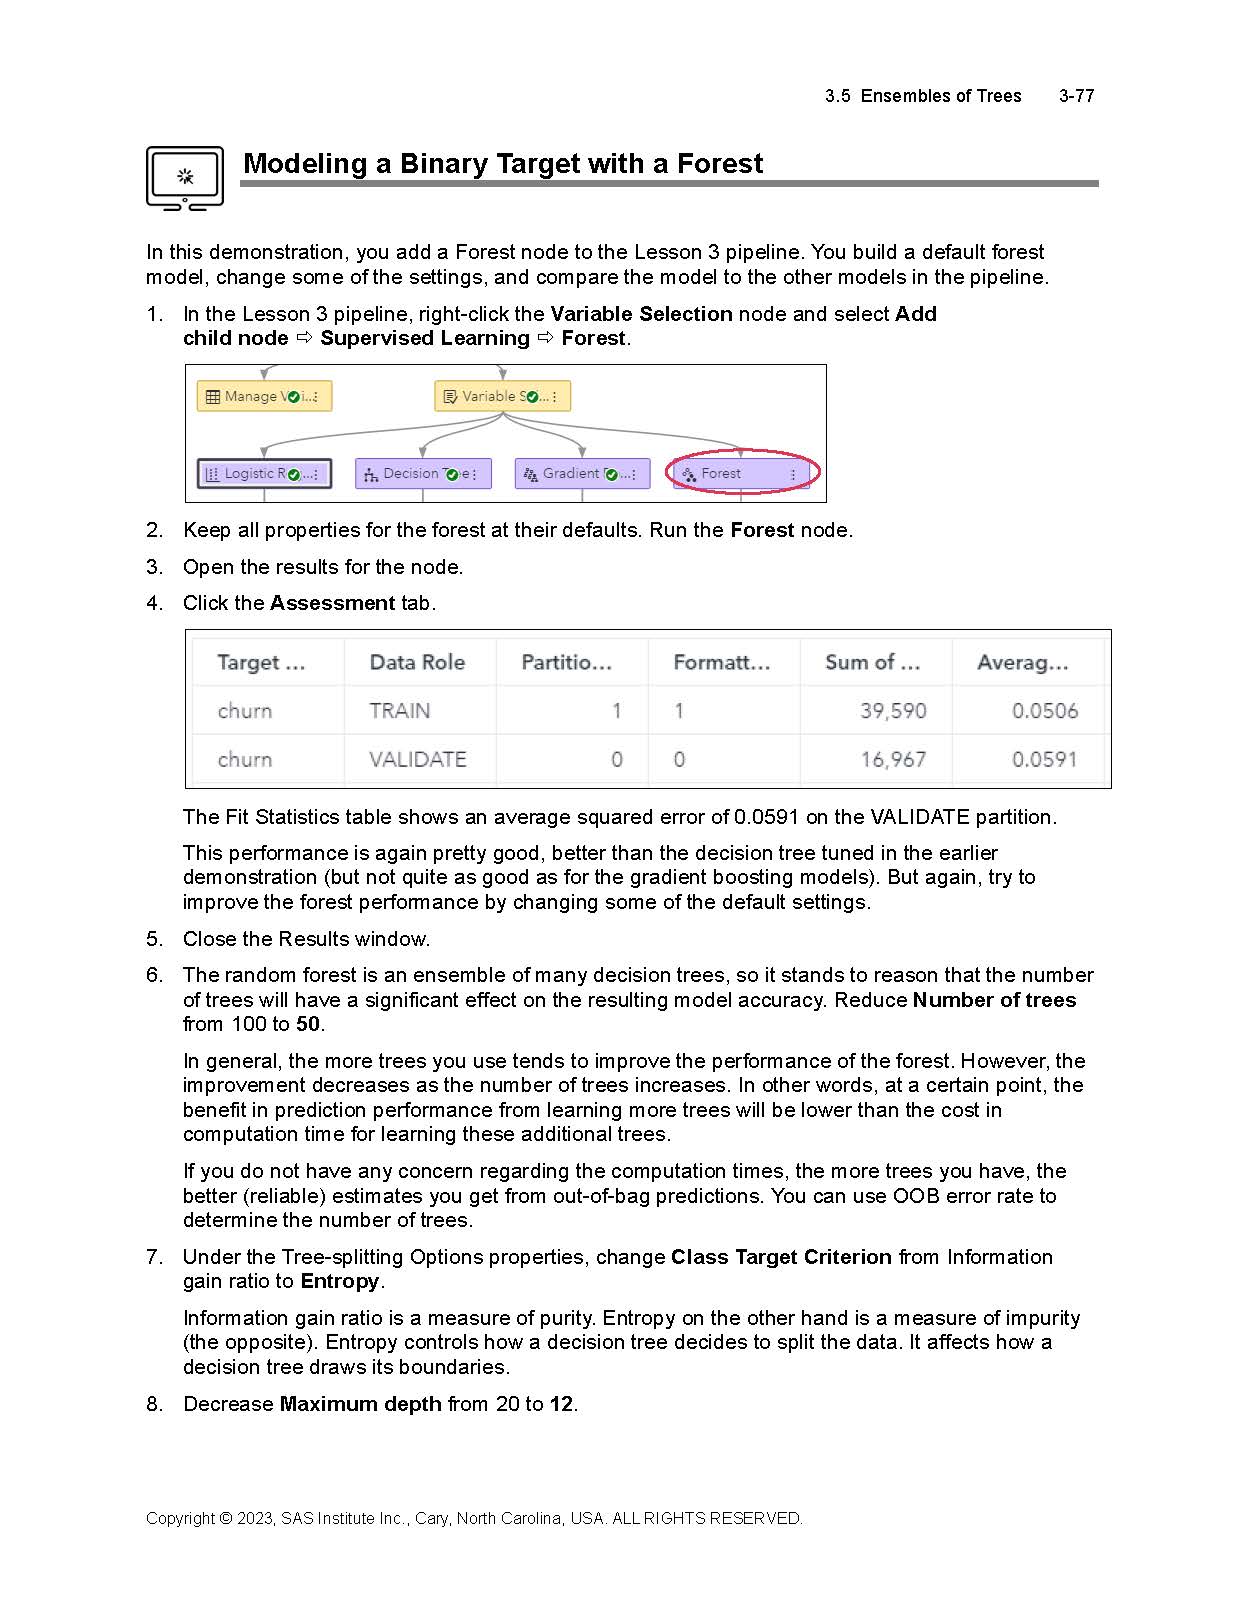 3.5 Ensembles of Trees 3-77
Modeling a Binary Target with a Forest
In this demonstration, you add a Forest node to the Lesson 3 pipeline. You build a default forest
model, change some of the settings, and compare the model to the other models in the pipeline.
1. In the Lesson 3 pipeline, right-click the Variable Selection node and select Add
child node ⇨ Supervised Learning ⇨ Forest.
Manage V i...
Variable S ...
Logistic R ...
Decision T e
Gradient ...
Forest
2. Keep all properties for the forest at their defaults. Run the Forest node.
3. Open the results for the node.
4. Click the Assessment tab.
Target ... Data Role Partitio... Formatt... Sum of ... Averag...
churn TRAIN 1 1 39,590 0.0506
churn VALIDATE 0 0 16,967 0.0591
The Fit Statistics table shows an average squared error of 0.0591 on the VALIDATE partition.
This performance is again pretty good, better than the decision tree tuned in the earlier
demonstration (but not quite as good as for the gradient boosting models). But again, try to
improve the forest performance by changing some of the default settings.
5. Close the Results window.
6. The random forest is an ensemble of many decision trees, so it stands to reason that the number
of trees will have a significant effect on the resulting model accuracy. Reduce Number of trees
from 100 to 50.
In general, the more trees you use tends to improve the performance of the forest. However, the
improvement decreases as the number of trees increases. In other words, at a certain point, the
benefit in prediction performance from learning more trees will be lower than the cost in
computation time for learning these additional trees.
If you do not have any concern regarding the computation times, the more trees you have, the
better (reliable) estimates you get from out-of-bag predictions. You can use OOB error rate to
determine the number of trees.
7. Under the Tree-splitting Options properties, change Class Target Criterion from Information
gain ratio to Entropy.
Information gain ratio is a measure of purity. Entropy on the other hand is a measure of impurity
(the opposite). Entropy controls how a decision tree decides to split the data. It affects how a
decision tree draws its boundaries.
8. Decrease Maximum depth from 20 to 12.
Copyright © 2023, SAS Institute Inc., Cary, North Carolina, USA. ALL RIGHTS RESERVED.